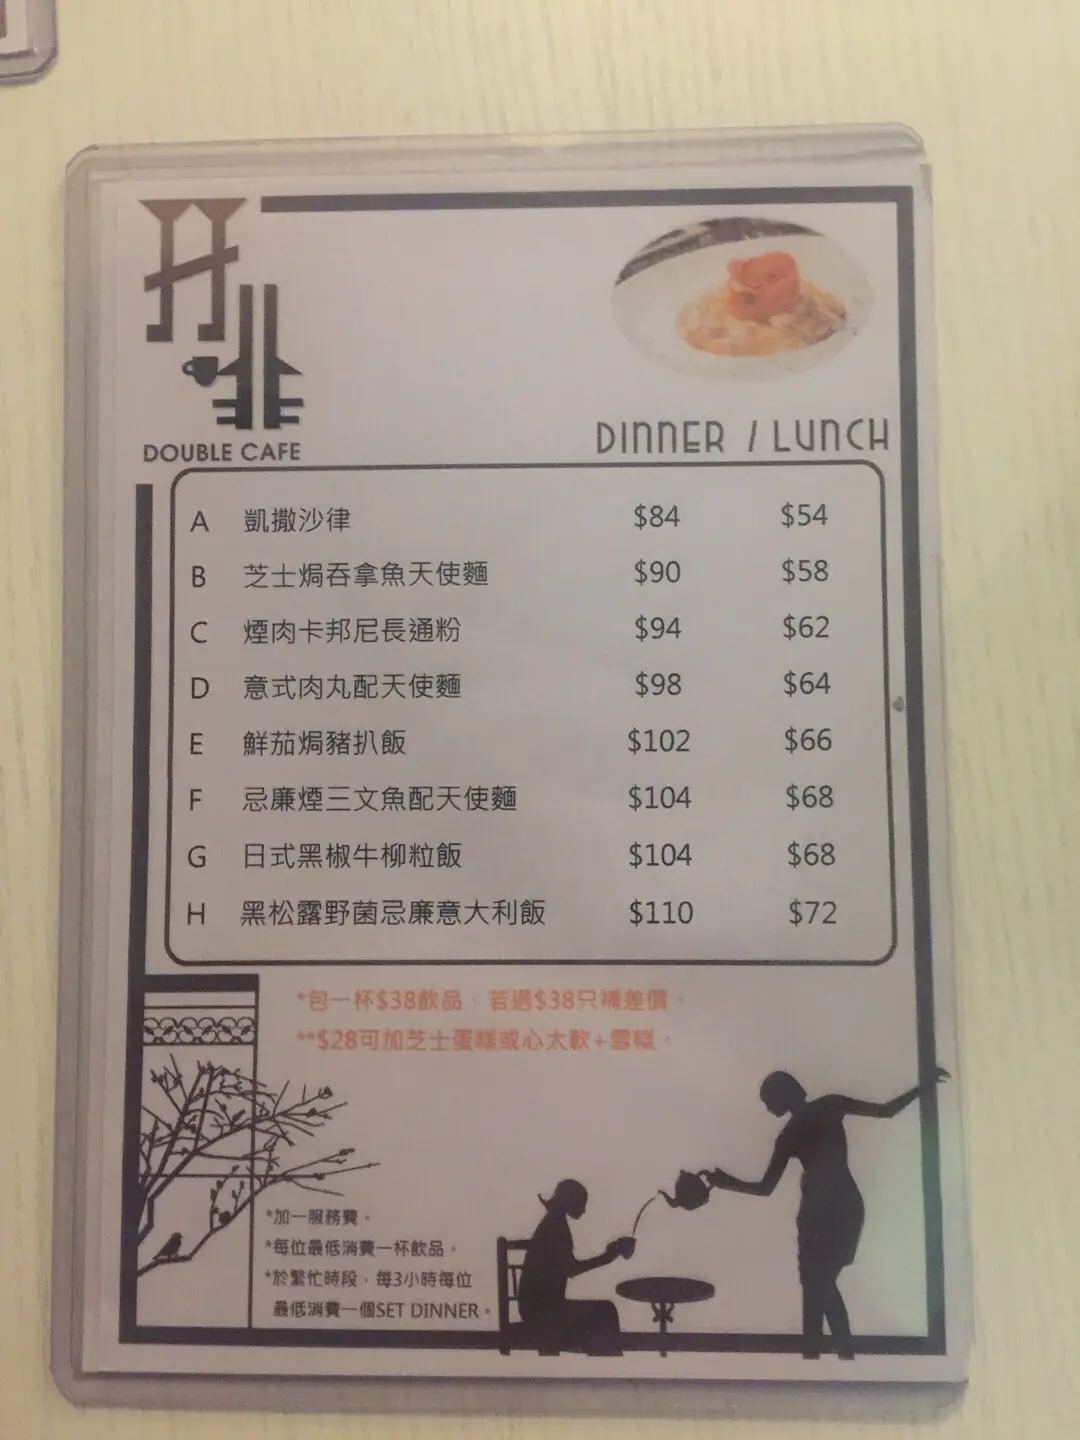 DOUBLE CAFE
DINNER / LUNCH
A 凱撒沙律 $84 $54
B 芝士焗吞拿魚天使麵 $90 $58
C 煙肉卡邦尼長通粉 $94 $62
D 意式肉丸配天使麵 $98 $64
E 鮮茄焗豬扒飯 $102 $66
F 忌廉煙三文魚配天使麵 $104 $68
G 日式黑椒牛柳粒飯 $104 $68
H 黑松露野菌忌廉意大利飯 $110 $72
*包一杯$38飲品，若過$38只補差價。
**$28可加芝士蛋糕或心太軟+雪糕。
*加一服務費。
*每位最低消費一杯飲品。
*於繁忙時段，每3小時每位
最低消費一個SET DINNER。